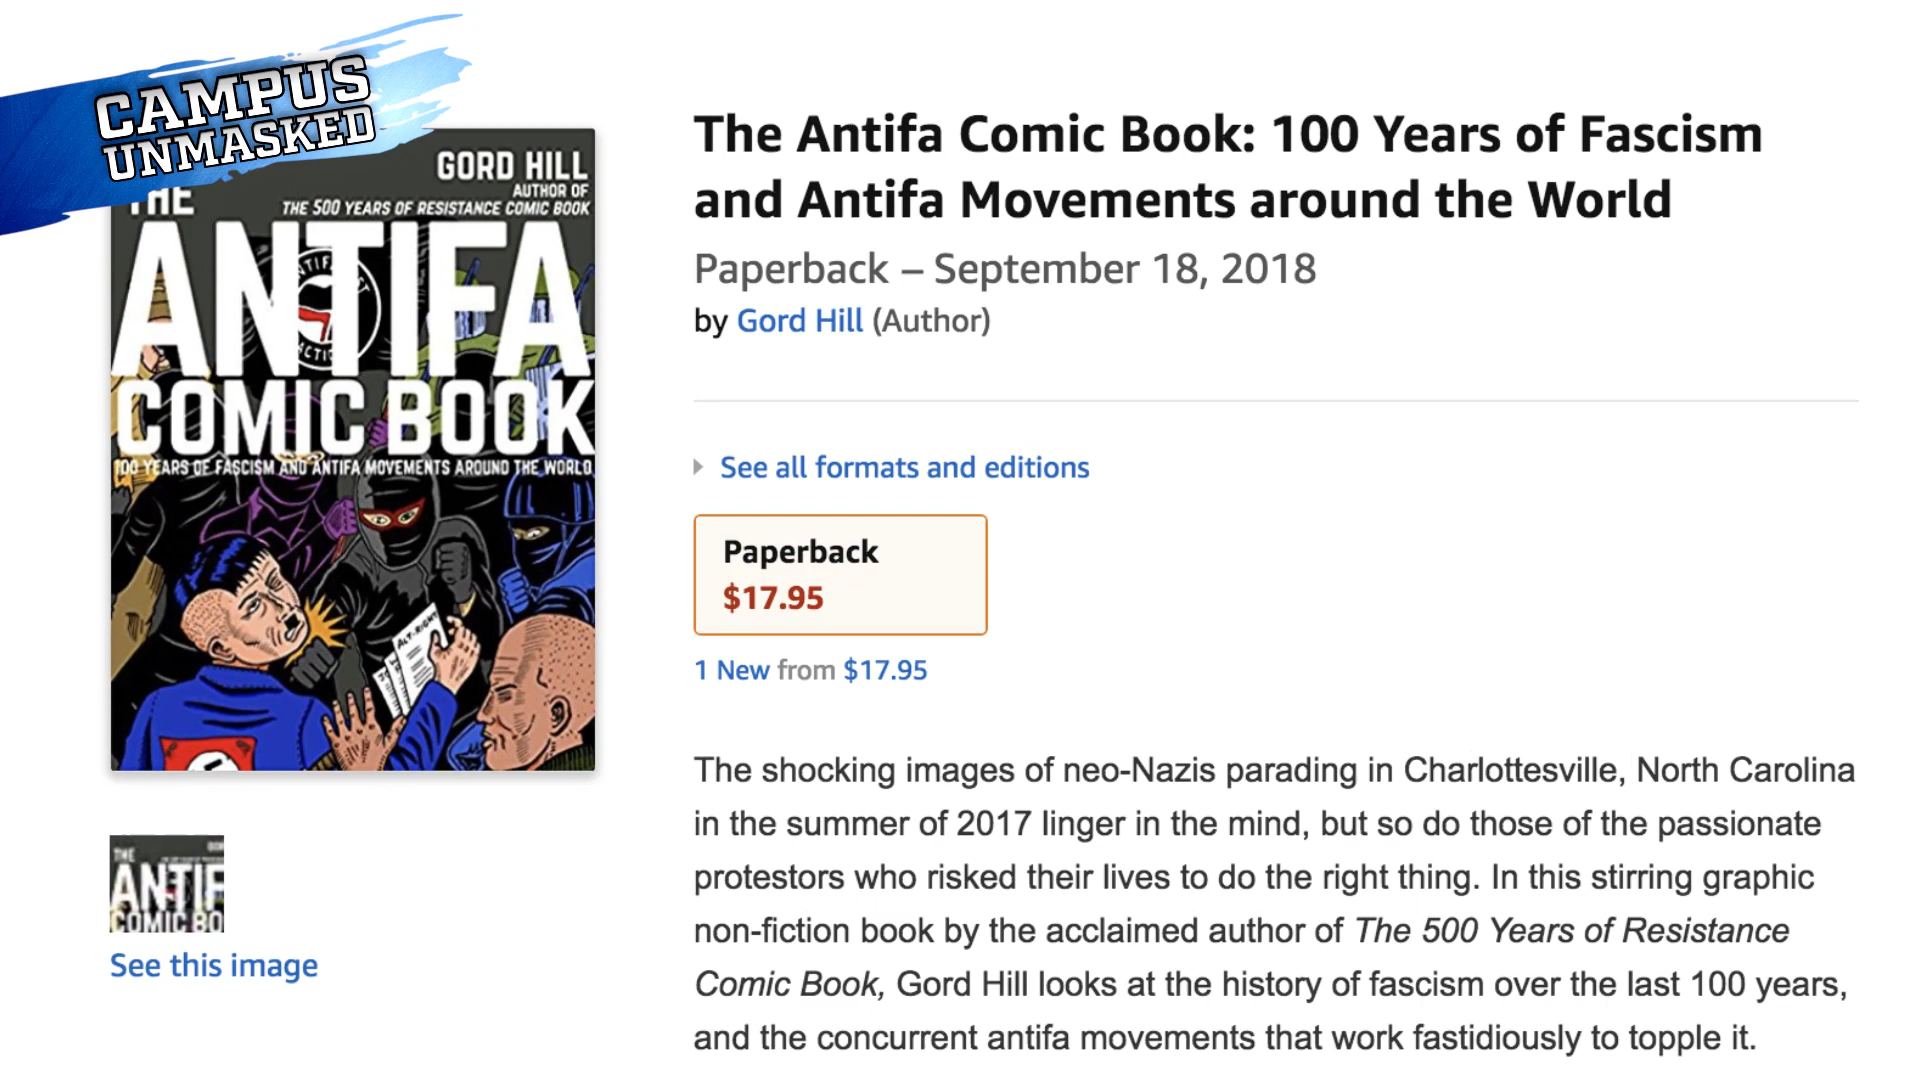 CAMPUS
UNMASKED
GORD HILL
AUTHOR OF
THE 500 YEARS OF RESISTANCE COMIC BOOK
THE
ANTIFA
COMIC BOOK
100 YEARS OF FASCISM AND ANTIFA MOVEMENTS AROUND THE WORLD
ALT-RIGHT
THE
ANTIF
COMIC BO
See this image
The Antifa Comic Book: 100 Years of Fascism
and Antifa Movements around the World
Paperback – September 18, 2018
by Gord Hill (Author)
See all formats and editions
Paperback
$17.95
1 New from $17.95
The shocking images of neo-Nazis parading in Charlottesville, North Carolina
in the summer of 2017 linger in the mind, but so do those of the passionate
protestors who risked their lives to do the right thing. In this stirring graphic
non-fiction book by the acclaimed author of The 500 Years of Resistance
Comic Book, Gord Hill looks at the history of fascism over the last 100 years,
and the concurrent antifa movements that work fastidiously to topple it.